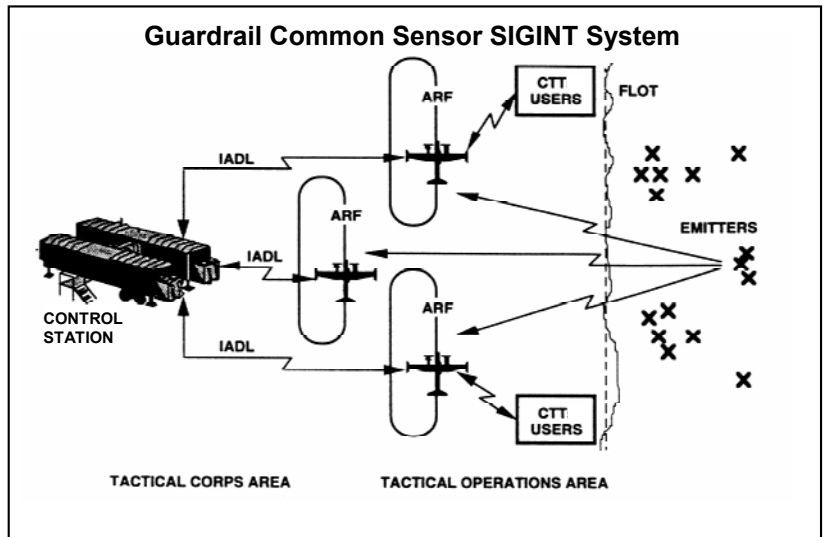 Guardrail Common Sensor SIGINT System
ARF
CTT
USERS
FLOT
IADL
ARF
IADL
EMITTERS
CONTROL
STATION
IADL
ARF
CTT
USERS
TACTICAL CORPS AREA
TACTICAL OPERATIONS AREA